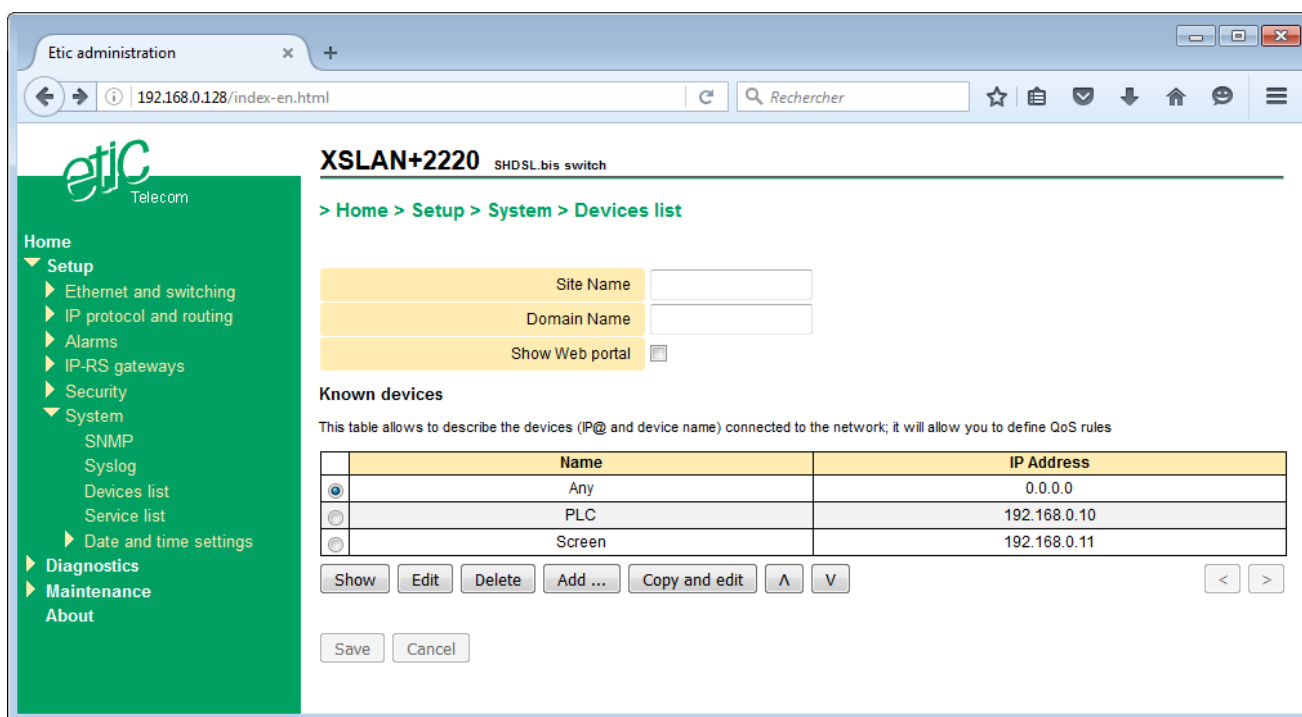 Etic administration
192.168.0.128/index-en.html
Rechercher
etic
Telecom
XSLAN+2220 SHDSL.bis switch
> Home > Setup > System > Devices list
Home
Setup
Ethernet and switching
IP protocol and routing
Alarms
IP-RS gateways
Security
System
SNMP
Syslog
Devices list
Service list
Date and time settings
Diagnostics
Maintenance
About
Site Name
Domain Name
Show Web portal
Known devices
This table allows to describe the devices (IP@ and device name) connected to the network; it will allow you to define QoS rules
Name IP Address
Any 0.0.0.0
PLC 192.168.0.10
Screen 192.168.0.11
Show Edit Delete Add ... Copy and edit Λ V < >
Save Cancel